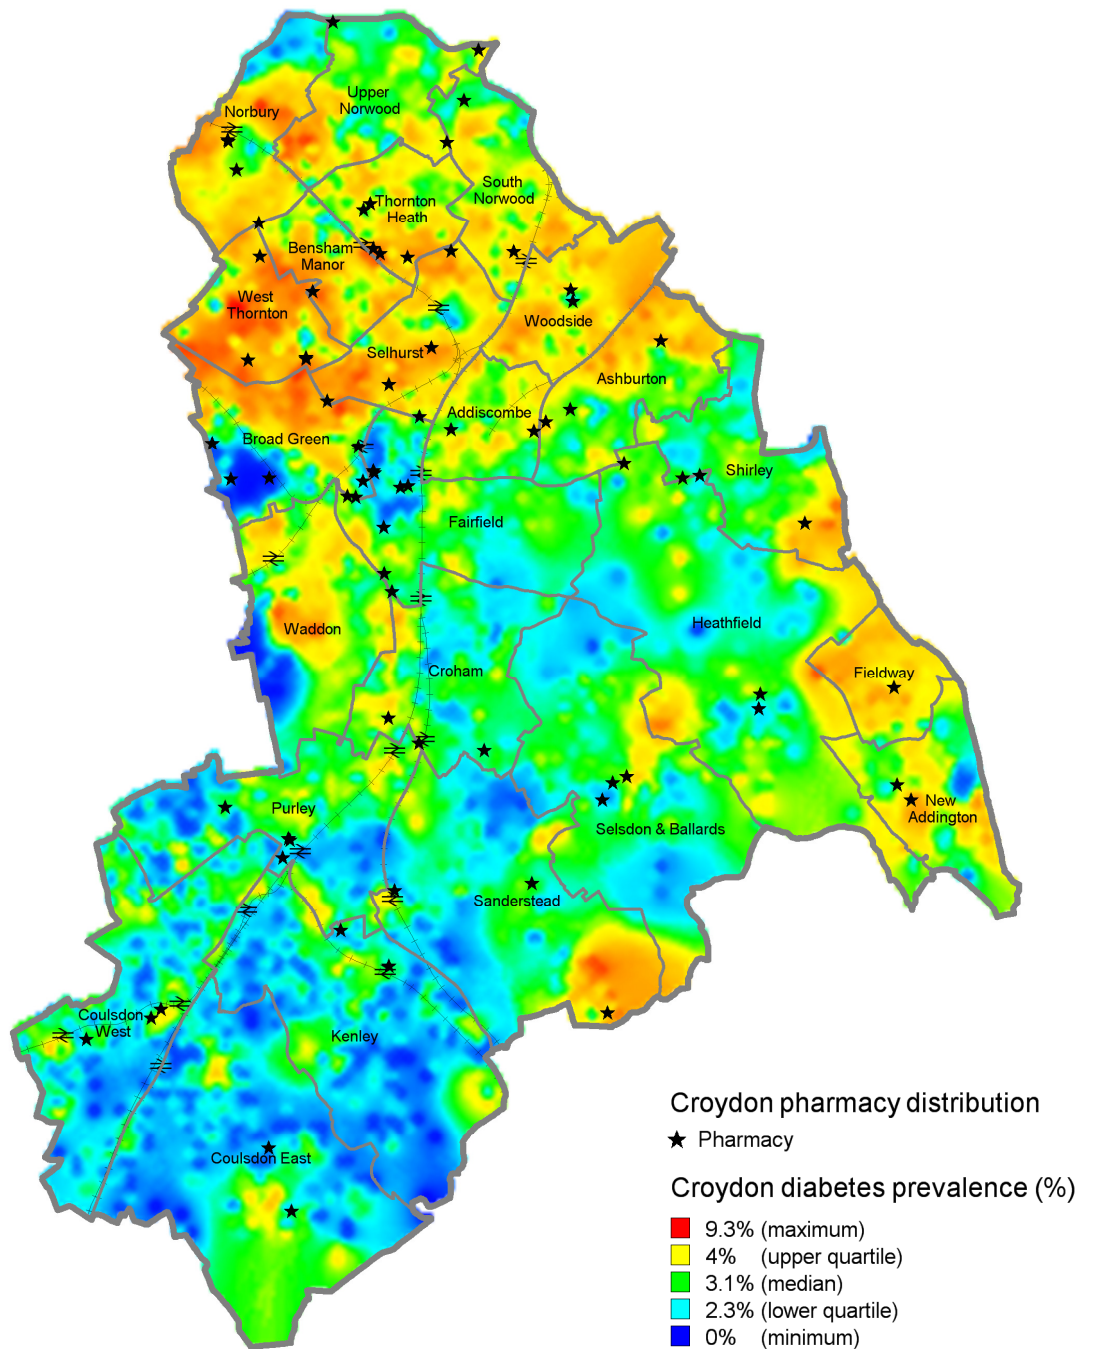 Upper
Norwood
Norbury
South
Norwood
Thornton
Heath
Bensham
Manor
West
Thornton
Woodside
Selhurst
Ashburton
Addiscombe
Broad Green
Shirley
Fairfield
Heathfield
Waddon
Croham
Fieldway
Purley
New
Addington
Selsdon & Ballards
Sanderstead
Coulsdon
West
Kenley
Coulsdon East
Croydon pharmacy distribution
Pharmacy
Croydon diabetes prevalence (%)
9.3% (maximum)
4% (upper quartile)
3.1% (median)
2.3% (lower quartile)
0% (minimum)